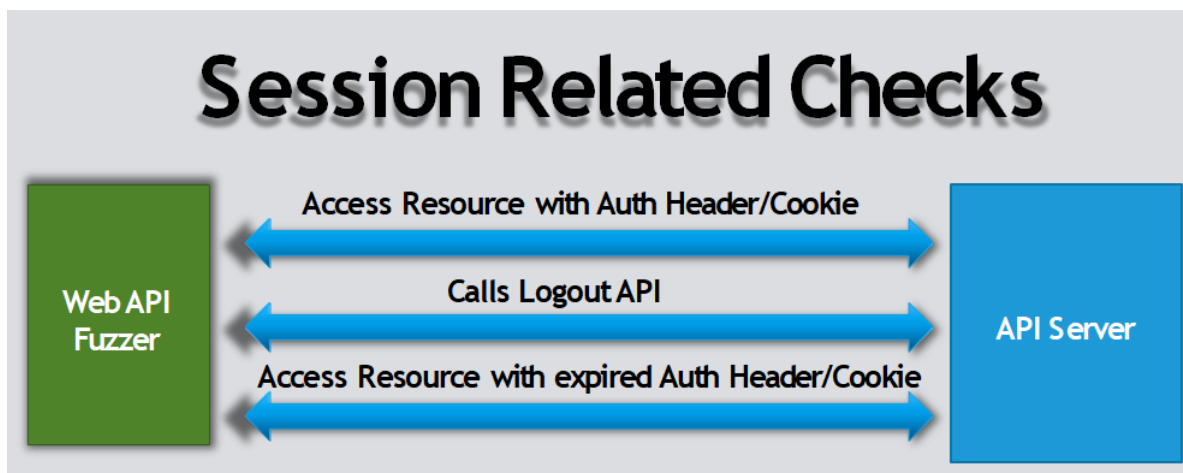 Session Related Checks
Access Resource with Auth Header/Cookie
Web API
Fuzzer
Calls Logout API
API Server
Access Resource with expired Auth Header/Cookie